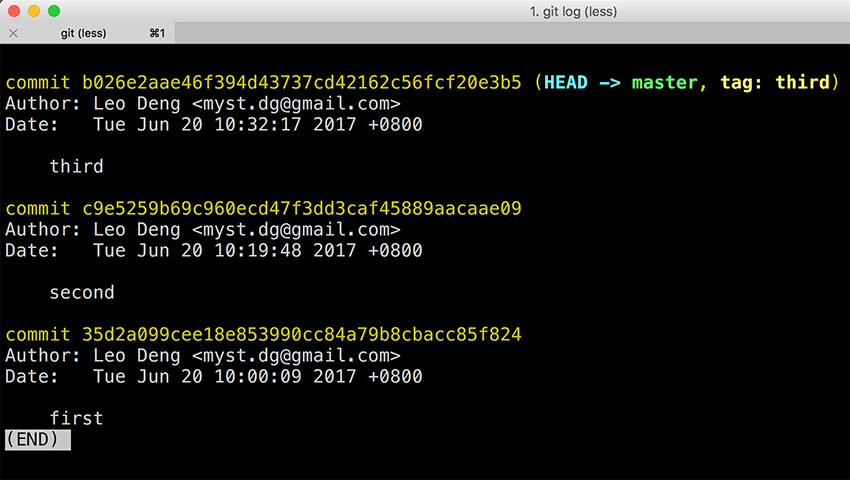 1. git log (less)
git (less) ⌘1
commit b026e2aae46f394d43737cd42162c56fcf20e3b5 (HEAD -> master, tag: third)
Author: Leo Deng <myst.dg@gmail.com>
Date:   Tue Jun 20 10:32:17 2017 +0800
third
commit c9e5259b69c960ecd47f3dd3caf45889aacaae09
Author: Leo Deng <myst.dg@gmail.com>
Date:   Tue Jun 20 10:19:48 2017 +0800
second
commit 35d2a099cee18e853990cc84a79b8cbacc85f824
Author: Leo Deng <myst.dg@gmail.com>
Date:   Tue Jun 20 10:00:09 2017 +0800
first
(END)